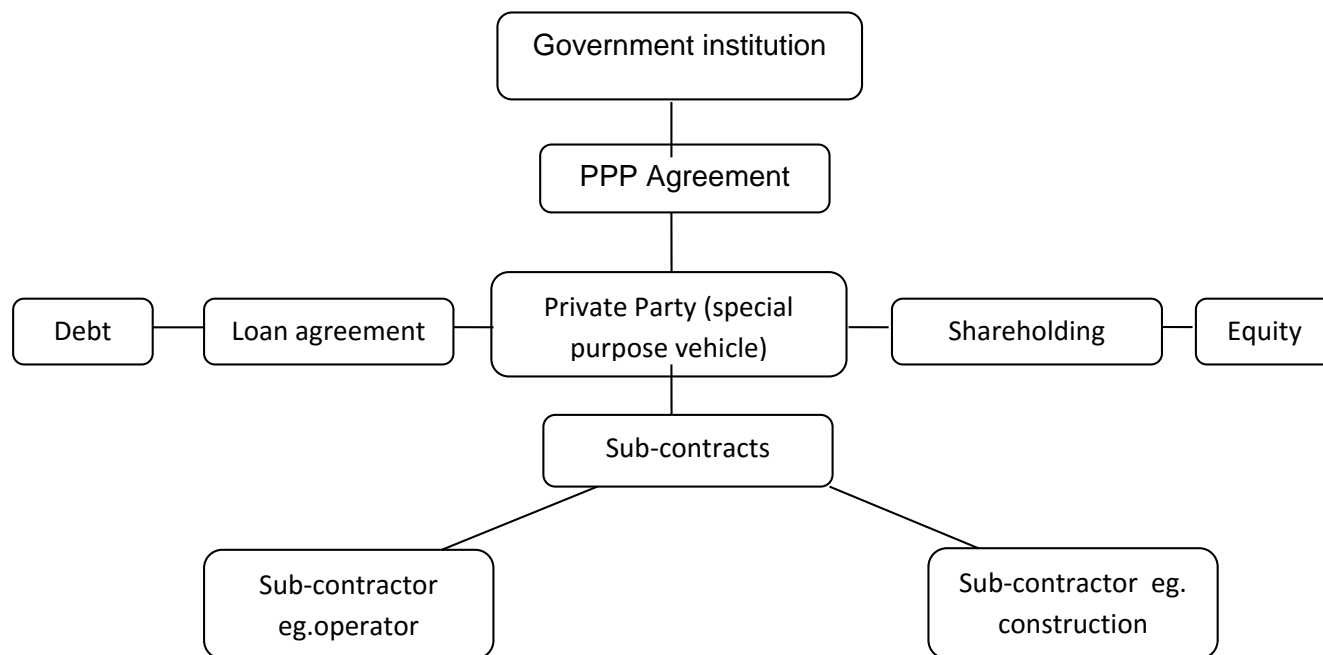 Government institution
PPP Agreement
Private Party (special
purpose vehicle)
Debt
Loan agreement
Shareholding
Equity
Sub-contracts
Sub-contractor
eg.operator
Sub-contractor  eg.
construction